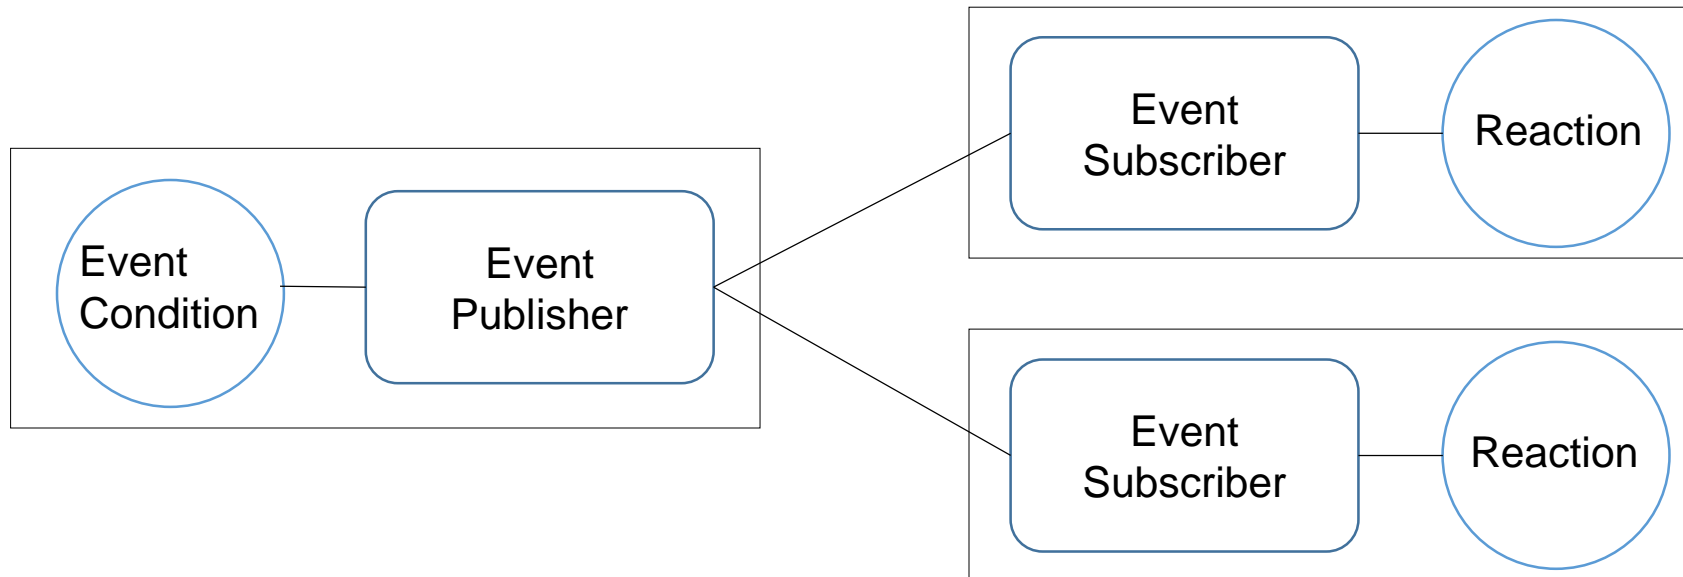 Event
Condition
Event
Publisher
Event
Subscriber
Reaction
Event
Subscriber
Reaction